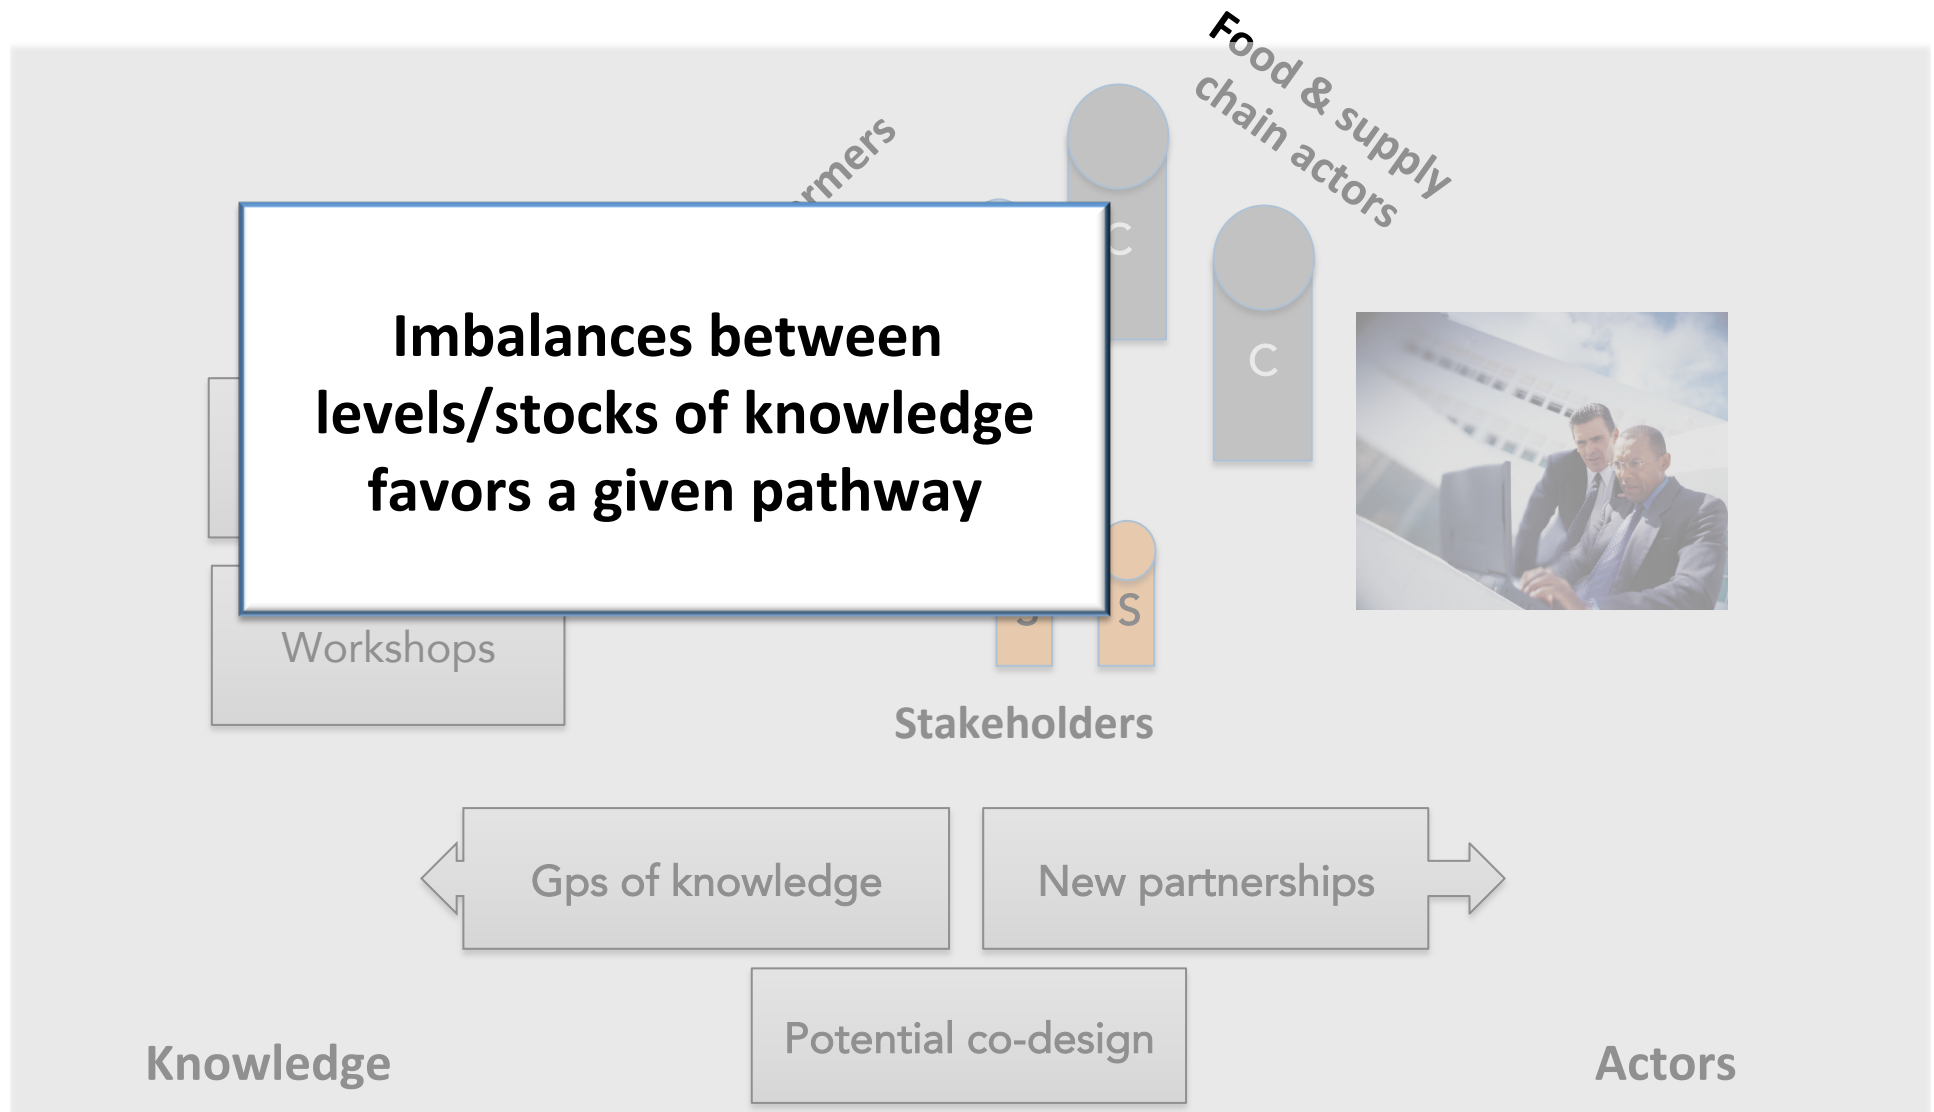 Food & supply
chain actors
rmers
C
C
Imbalances between
levels/stocks of knowledge
favors a given pathway
S
S
Workshops
Stakeholders
Gps of knowledge
New partnerships
Potential co-design
Knowledge
Actors